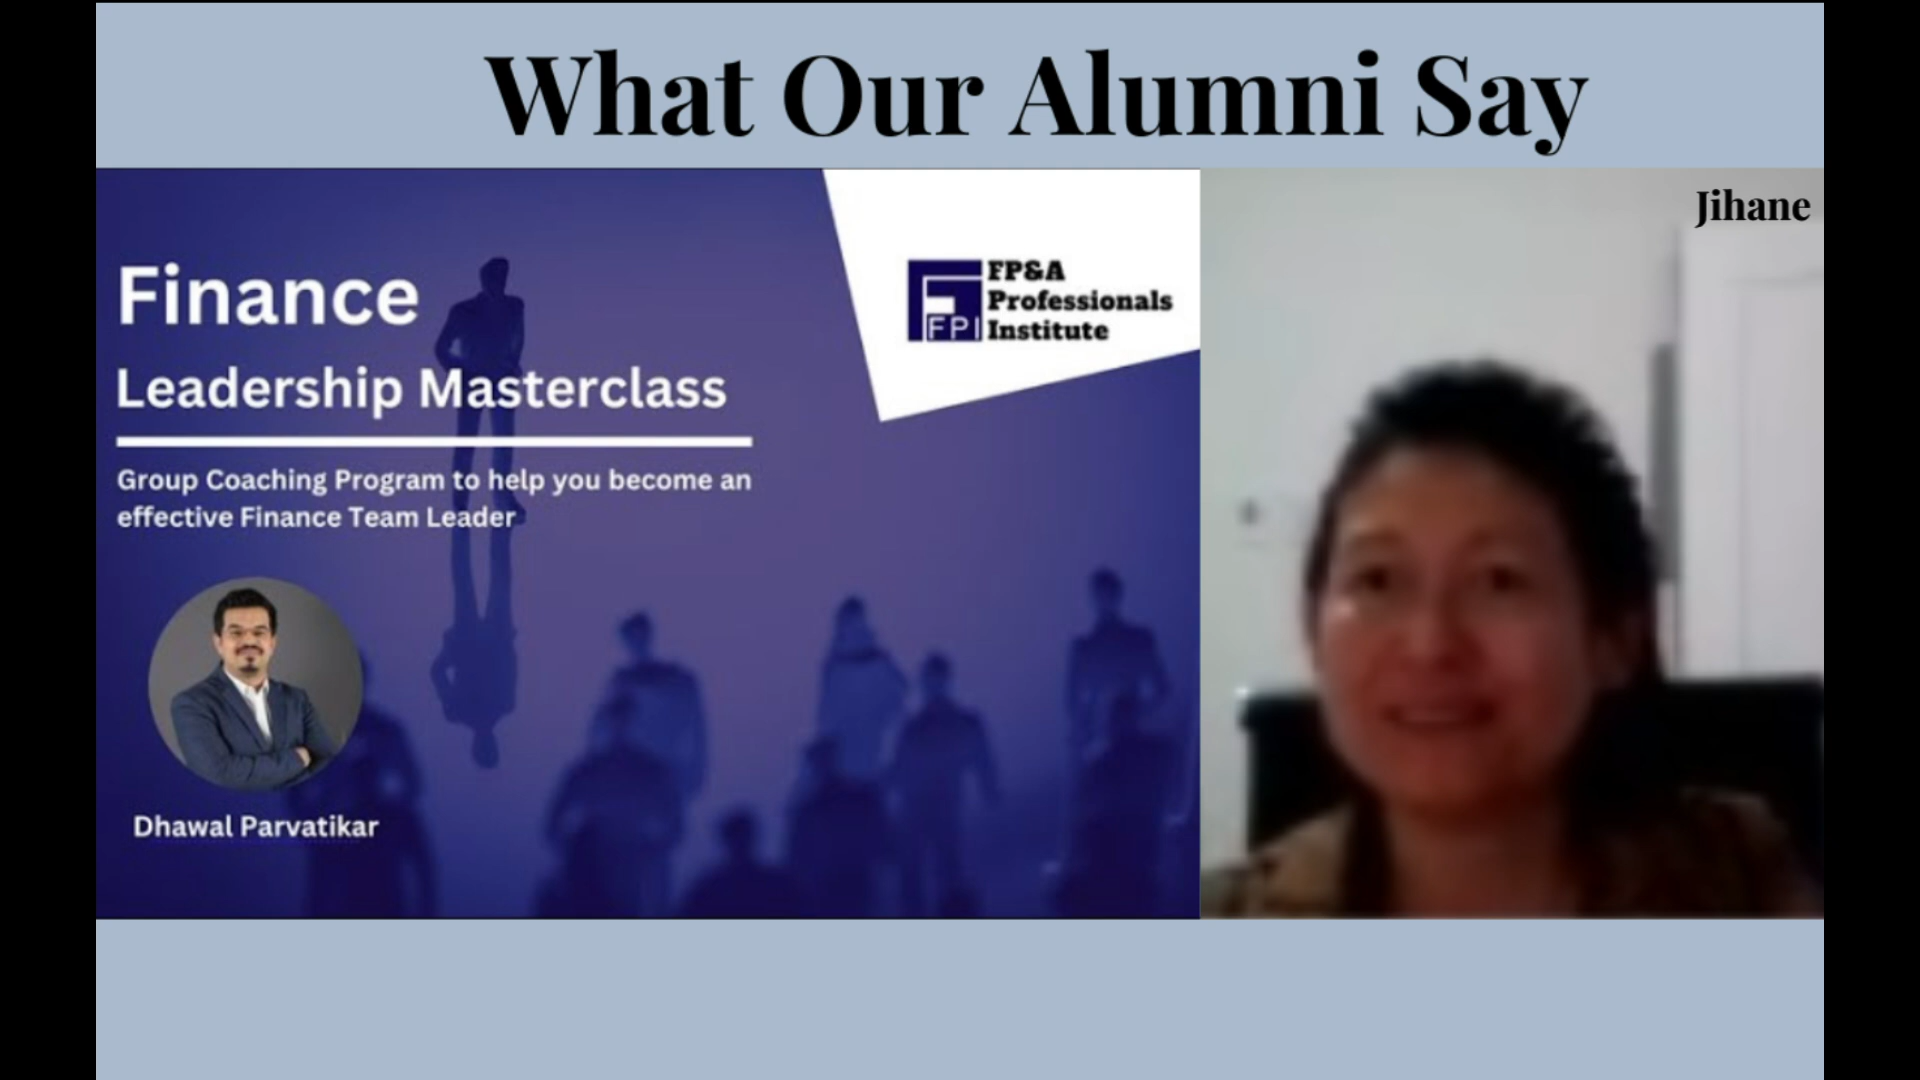 What Our Alumni Say
Jihane
Finance
Leadership Masterclass
Group Coaching Program to help you become an
effective Finance Team Leader
FP&A
Professionals
Institute
FPI
Dhawal Parvatikar